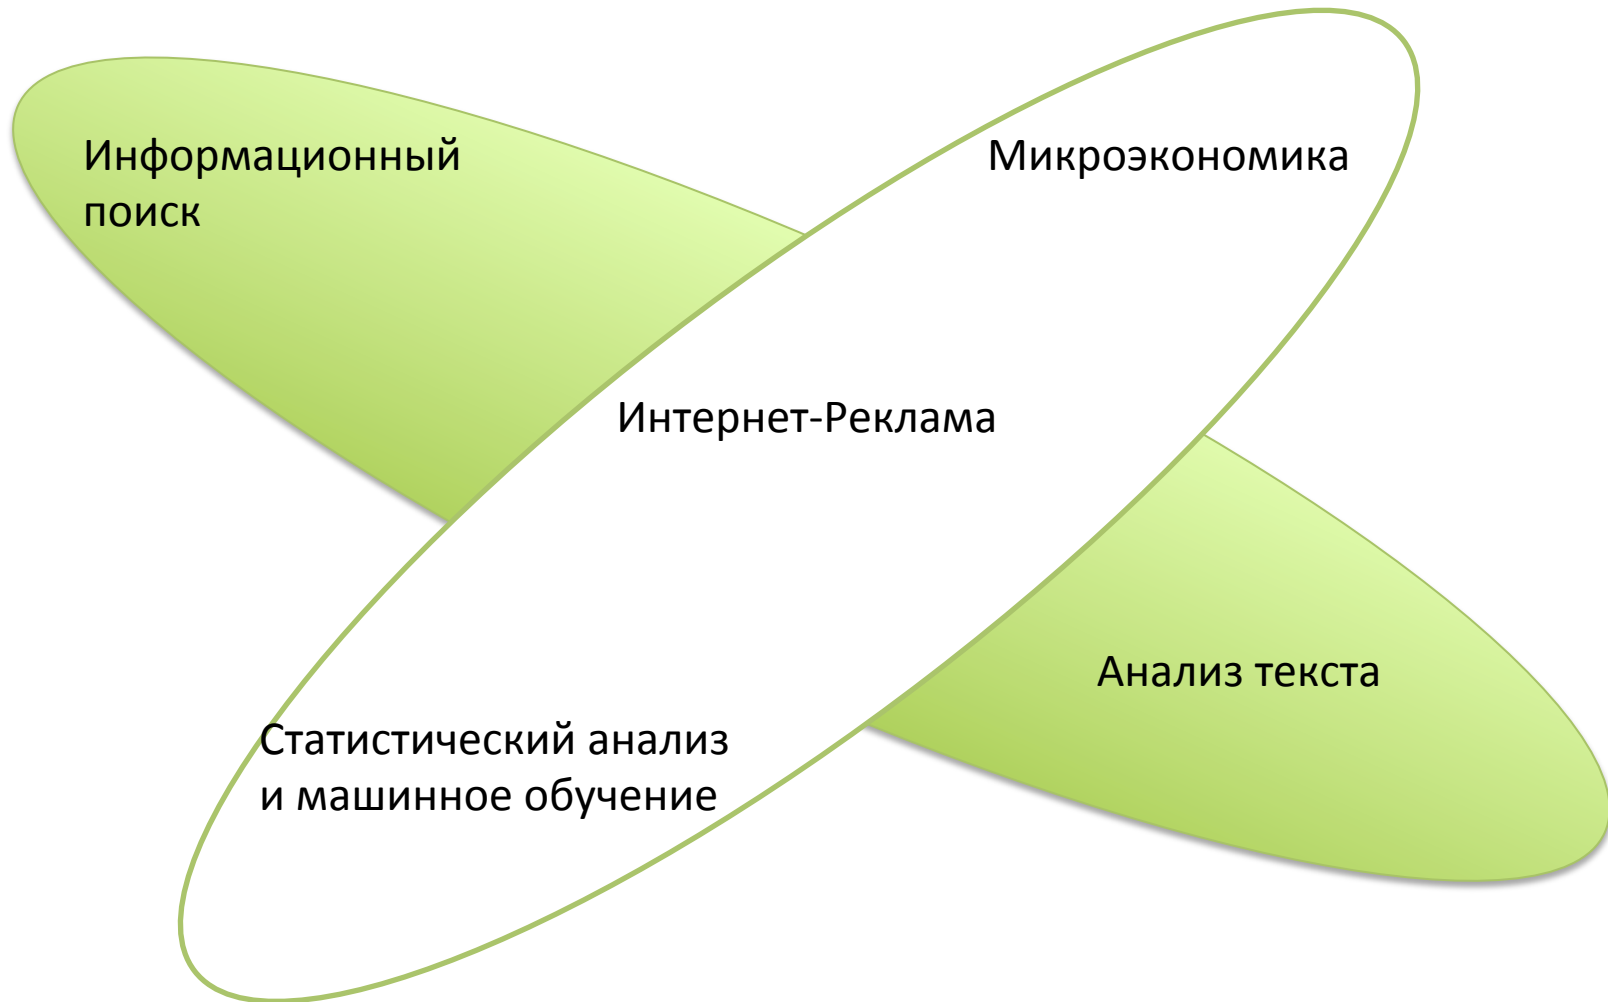 Информационный
поиск
Микроэкономика
Интернет-Реклама
Анализ текста
Статистический анализ
и машинное обучение